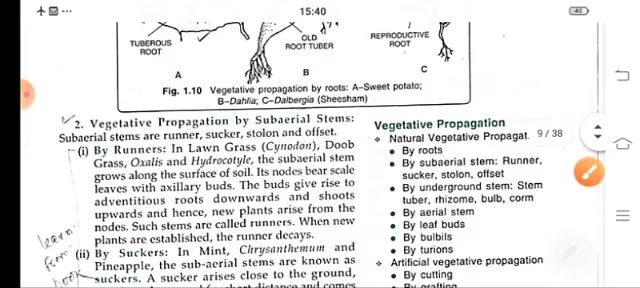 15:40
40
TUBEROUS
ROOT
OLD
ROOT TUBER
REPRODUCTIVE
ROOT
A
B
C
Fig. 1.10 Vegetative propagation by roots: A–Sweet potato;
B–Dahlia; C–Dalbergia (Sheesham)
2. Vegetative Propagation by Subaerial Stems:
Subaerial stems are runner, sucker, stolon and offset.
(i) By Runners: In Lawn Grass (Cynodon), Doob
Grass, Oxalis and Hydrocotyle, the subaerial stem
grows along the surface of soil. Its nodes bear scale
leaves with axillary buds. The buds give rise to
adventitious roots downwards and shoots
upwards and hence, new plants arise from the
nodes. Such stems are called runners. When new
plants are established, the runner decays.
(ii) By Suckers: In Mint, Chrysanthemum and
Pineapple, the sub-aerial stems are known as
suckers. A sucker arises close to the ground,
distance and comes
learn
from
book
Vegetative Propagation
Natural Vegetative Propagat. 9/38
• By roots
• By subaerial stem: Runner,
sucker, stolon, offset
• By underground stem: Stem
tuber, rhizome, bulb, corm
• By aerial stem
• By leaf buds
• By bulbils
• By turions
Artificial vegetative propagation
• By cutting
• By grafting